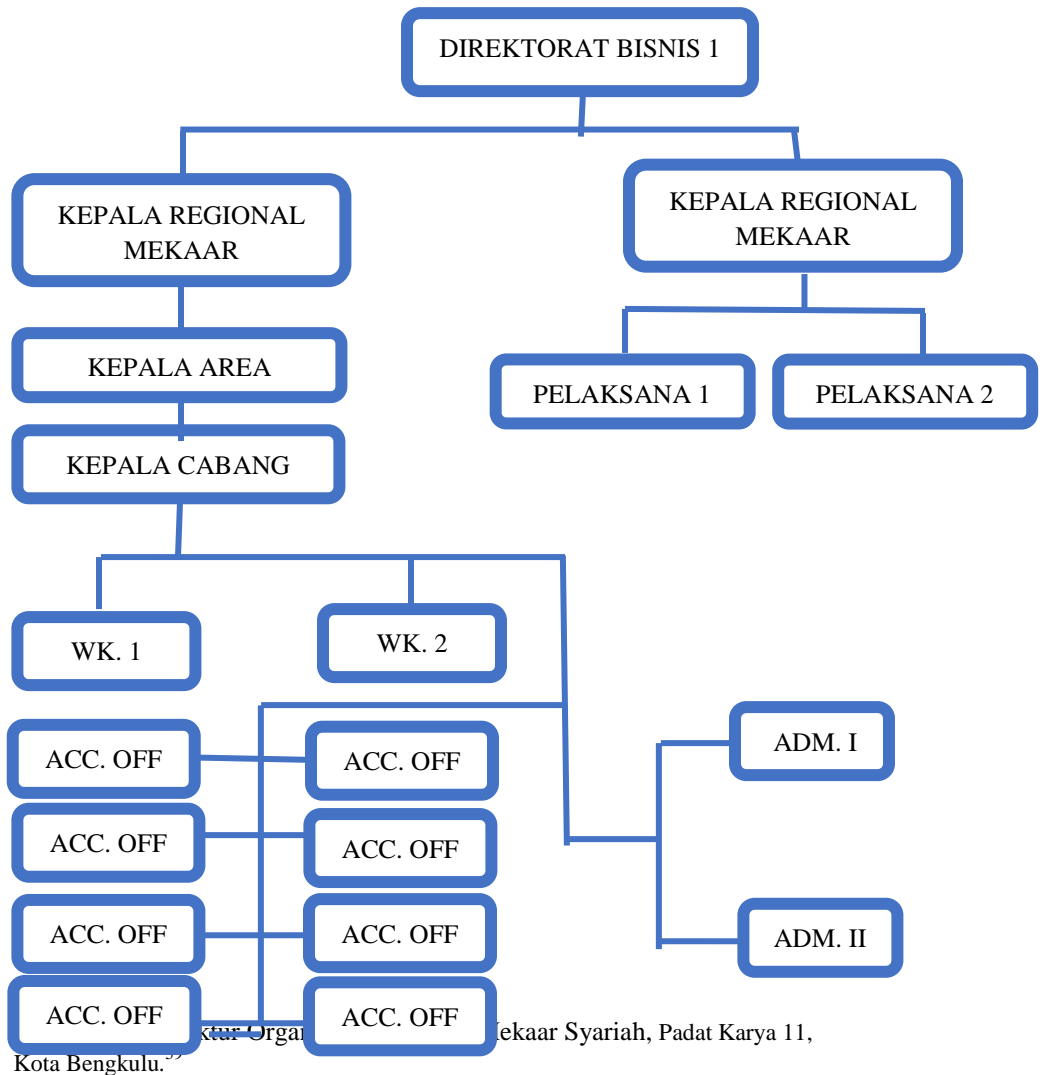 DIREKTORAT BISNIS 1
KEPALA REGIONAL
MEKAAR
KEPALA REGIONAL
MEKAAR
KEPALA AREA
PELAKSANA 1
PELAKSANA 2
KEPALA CABANG
WK. 1
WK. 2
ACC. OFF
ACC. OFF
ADM. I
ACC. OFF
ACC. OFF
ACC. OFF
ACC. OFF
ADM. II
ACC. OFF
ACC. OFF
Syariah, Padat Karya 11,
Kota Bengkulu.